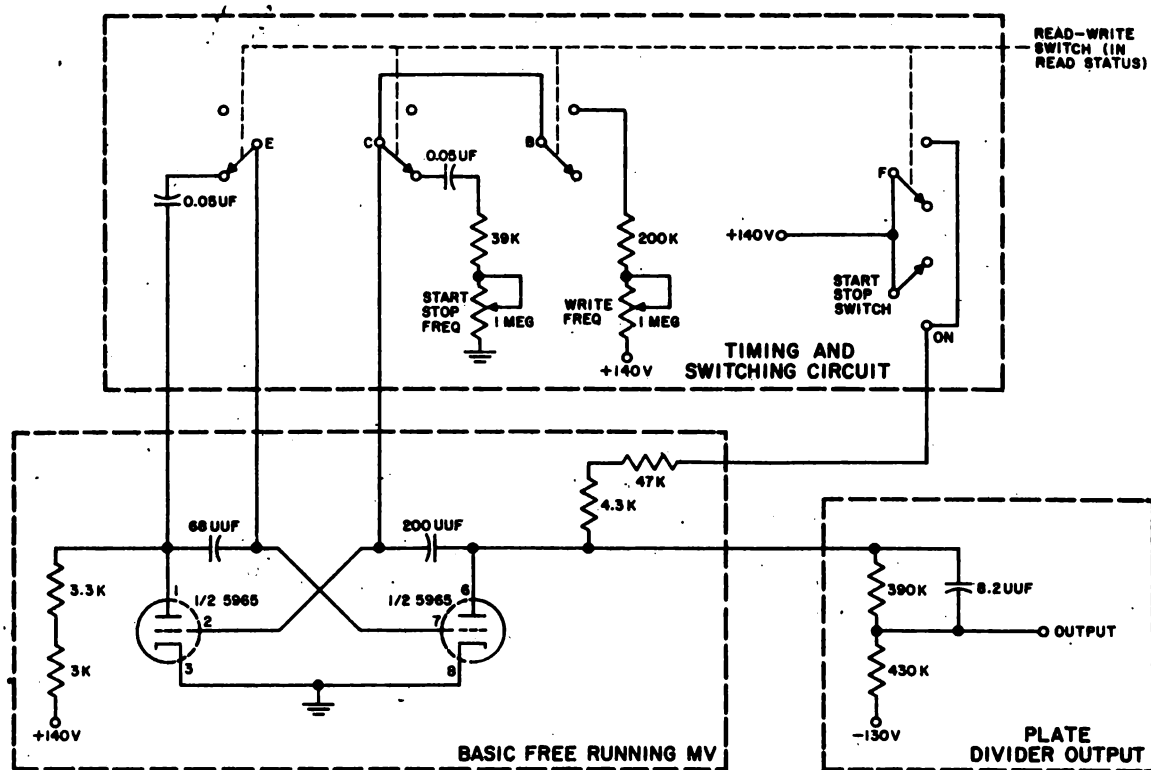 READ-WRITE
SWITCH (IN
READ STATUS)
E
C
B
F
0.05UF
0.05UF
39K
200K
+140V
START
STOP
FREQ
1 MEG
WRITE
FREQ
1 MEG
+140V
START
STOP
SWITCH
ON
TIMING AND
SWITCHING CIRCUIT
47K
4.3K
68UUF
200UUF
3.3K
1
1/2 5965
2
3
1/2 5965
6
7
8
3K
+140V
BASIC FREE RUNNING MV
390K
8.2UUF
OUTPUT
430K
-130V
PLATE
DIVIDER OUTPUT